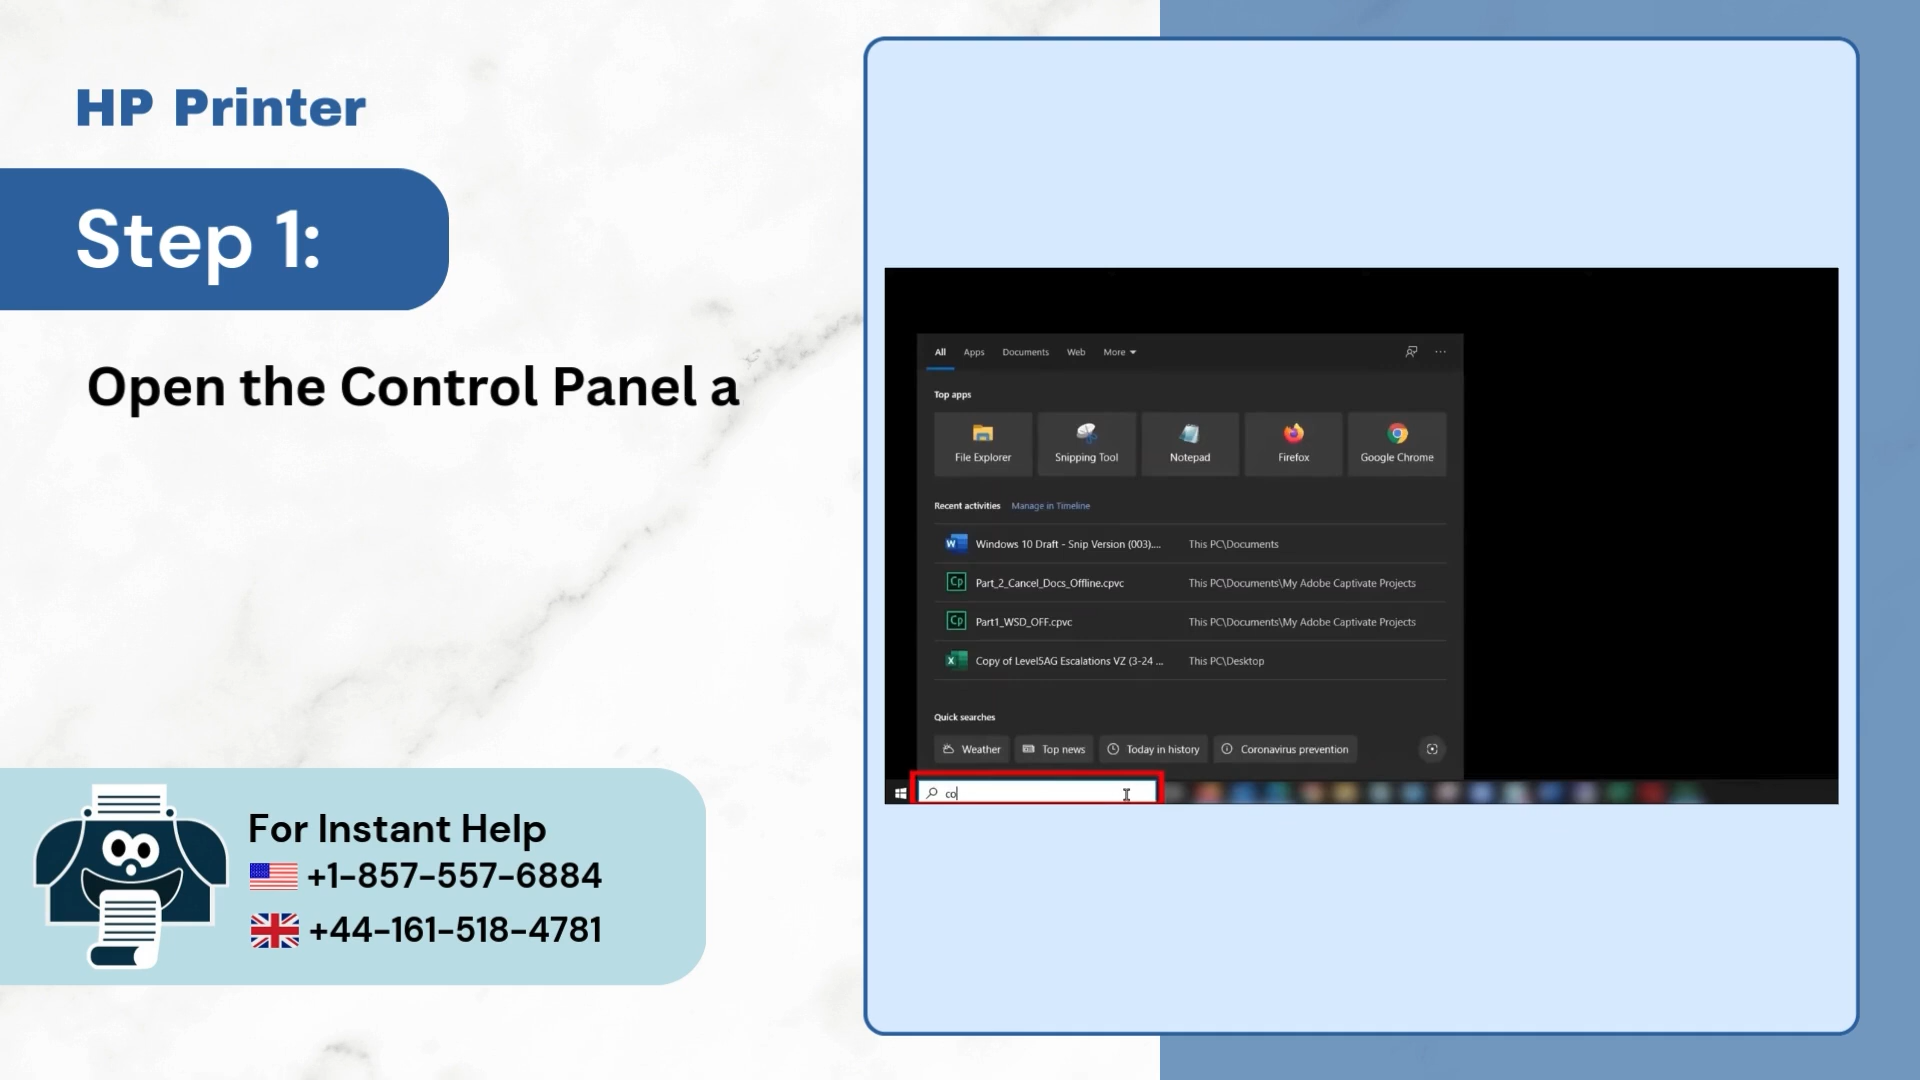 HP Printer
Step 1:
Open the Control Panel a
For Instant Help
+1-857-557-6884
+44-161-518-4781
All Apps Documents Web More
Top apps
File Explorer Snipping Tool Notepad Firefox Google Chrome
Recent activities Manage in Timeline
Windows 10 Draft - Snip Version (003).... This PC\Documents
Part_2_Cancel_Docs_Offline.cpvc This PC\Documents\My Adobe Captivate Projects
Part1_WSD_OFF.cpvc This PC\Documents\My Adobe Captivate Projects
Copy of Level5AG Escalations VZ (3-24 ... This PC\Desktop
Quick searches
Weather Top news Today in history Coronavirus prevention
co